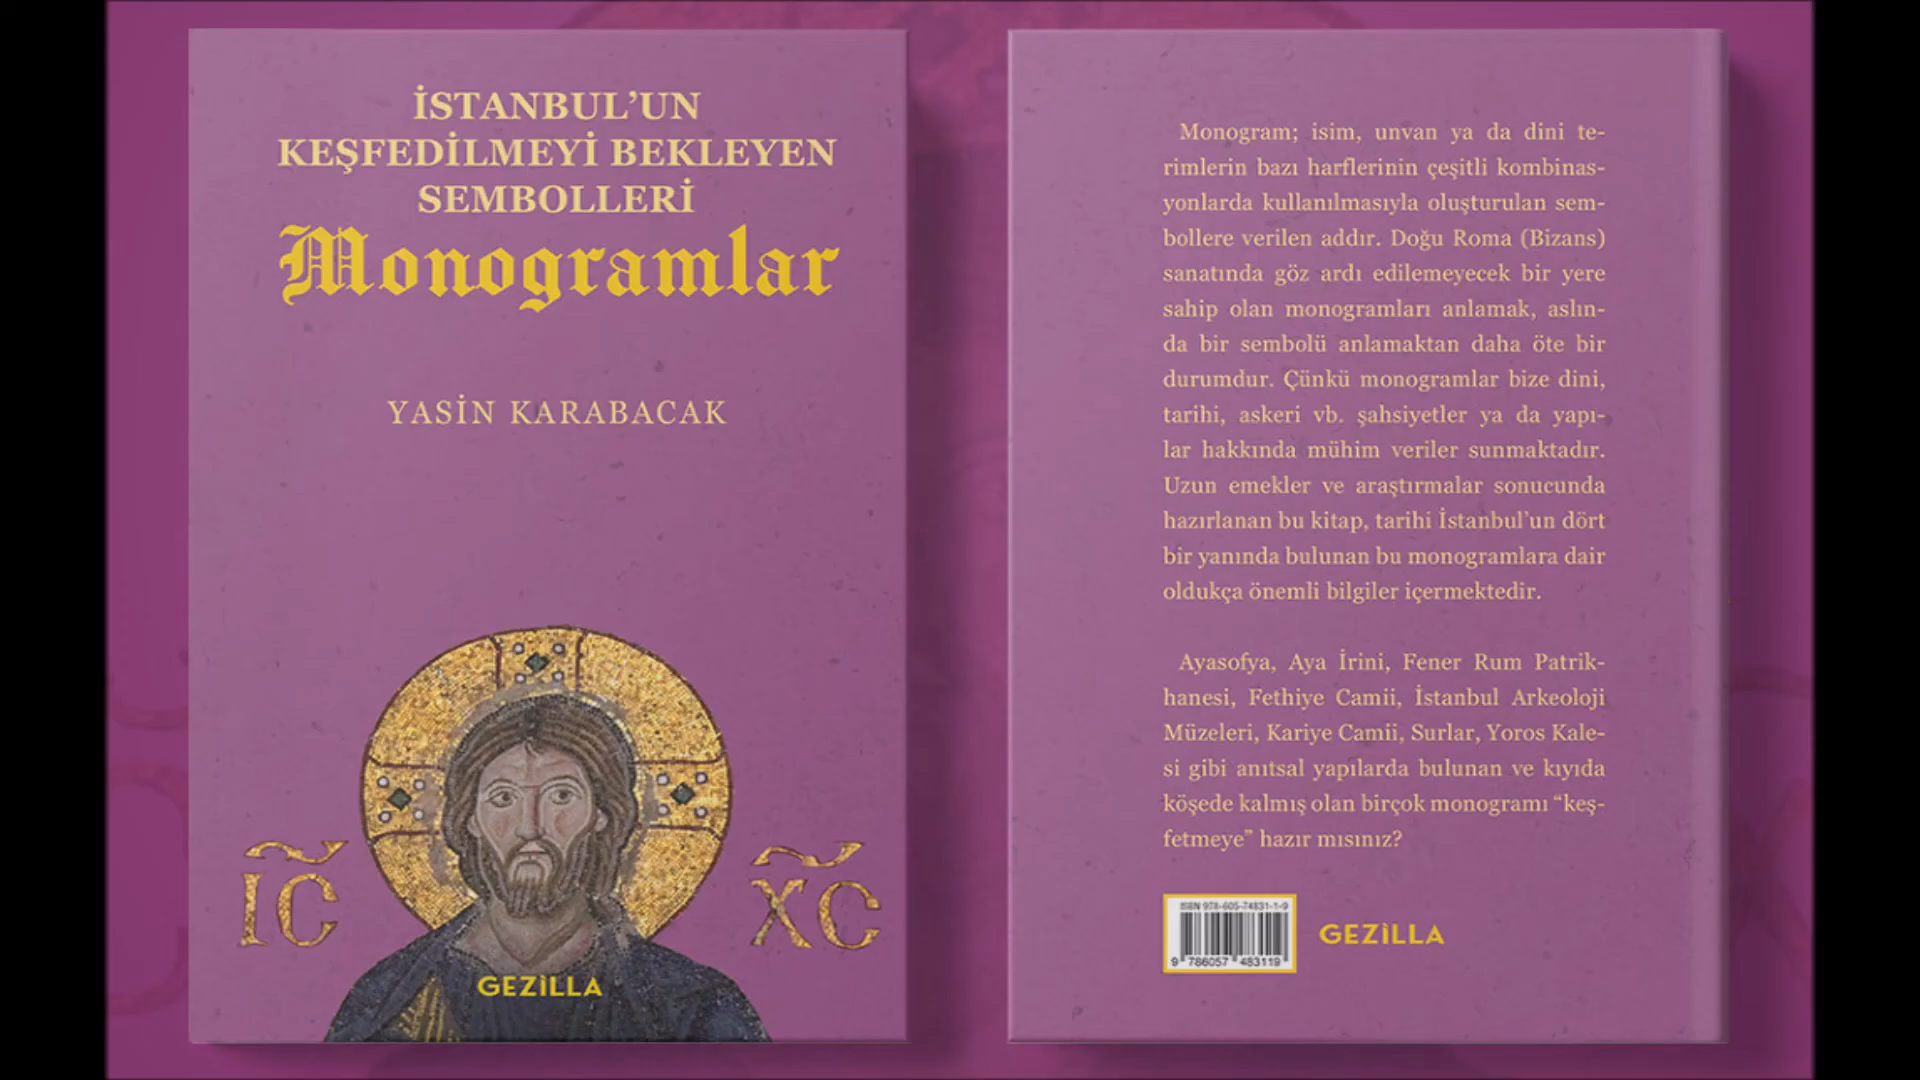 İSTANBUL’UN
KEŞFEDİLMEYİ BEKLEYEN
SEMBOLLERİ
Monogramlar
YASİN KARABACAK
IC
XC
GEZİLLA
Monogram; isim, unvan ya da dini te-
rimlerin bazı harflerinin çeşitli kombinas-
yonlarda kullanılmasıyla oluşturulan sem-
bollere verilen addır. Doğu Roma (Bizans)
sanatında göz ardı edilemeyecek bir yere
sahip olan monogramları anlamak, aslın-
da bir sembolü anlamaktan daha öte bir
durumdur. Çünkü monogramlar bize dini,
tarihi, askeri vb. şahsiyetler ya da yapı-
lar hakkında mühim veriler sunmaktadır.
Uzun emekler ve araştırmalar sonucunda
hazırlanan bu kitap, tarihi İstanbul’un dört
bir yanında bulunan bu monogramlara dair
oldukça önemli bilgiler içermektedir.
Ayasofya, Aya İrini, Fener Rum Patrik-
hanesi, Fethiye Camii, İstanbul Arkeoloji
Müzeleri, Kariye Camii, Surlar, Yoros Kale-
si gibi anıtsal yapılarda bulunan ve kıyıda
köşede kalmış olan birçok monogramı “keş-
fetmeye” hazır mısınız?
ISBN 978-605-74831-1-9
9 786057 483119
GEZİLLA